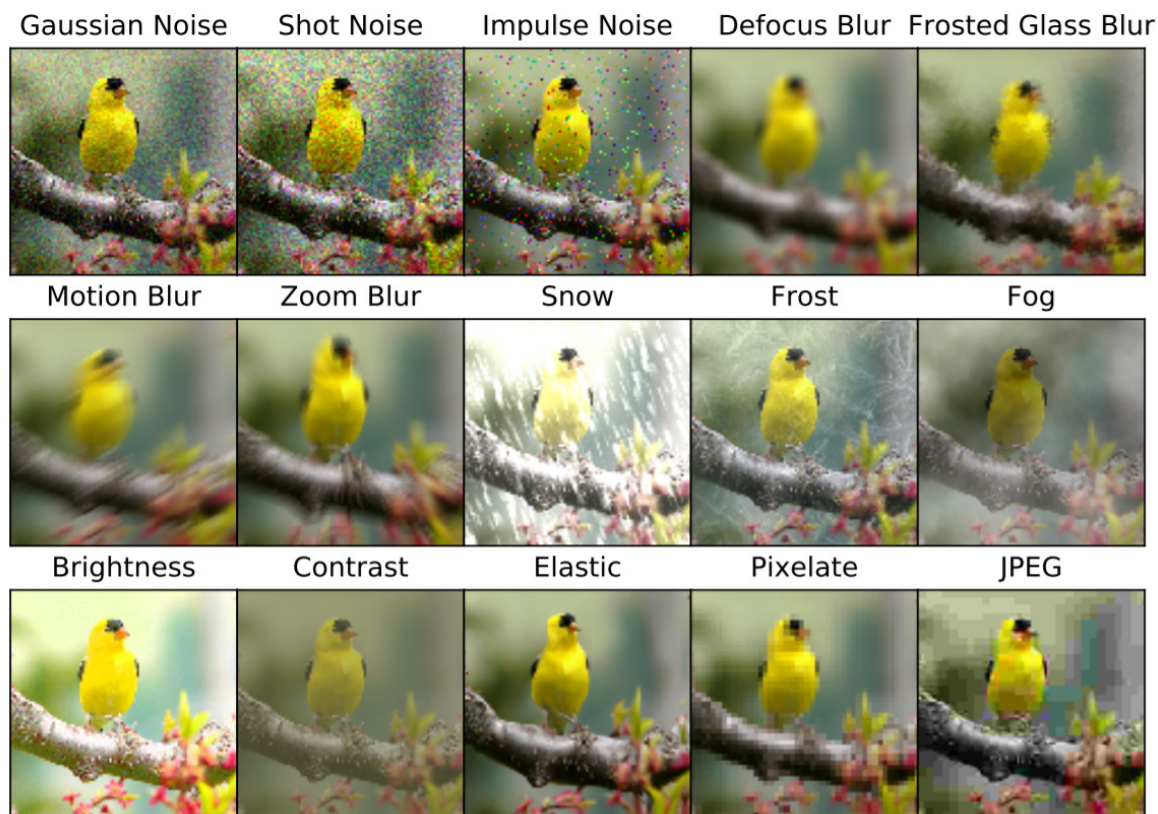 Gaussian Noise Shot Noise Impulse Noise Defocus Blur Frosted Glass Blur
Motion Blur Zoom Blur Snow Frost Fog
Brightness Contrast Elastic Pixelate JPEG